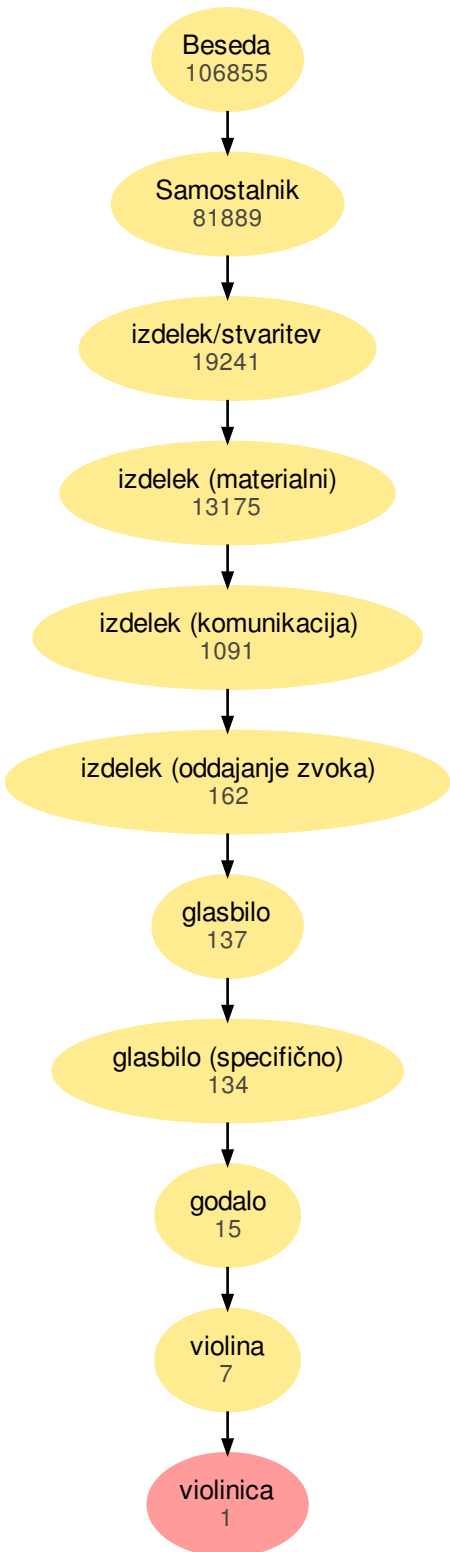 Beseda
106855
Samostalnik
81889
izdelek/stvaritev
19241
izdelek (materialni)
13175
izdelek (komunikacija)
1091
izdelek (oddajanje zvoka)
162
glasbilo
137
glasbilo (specifično)
134
godalo
15
violina
7
violinica
1